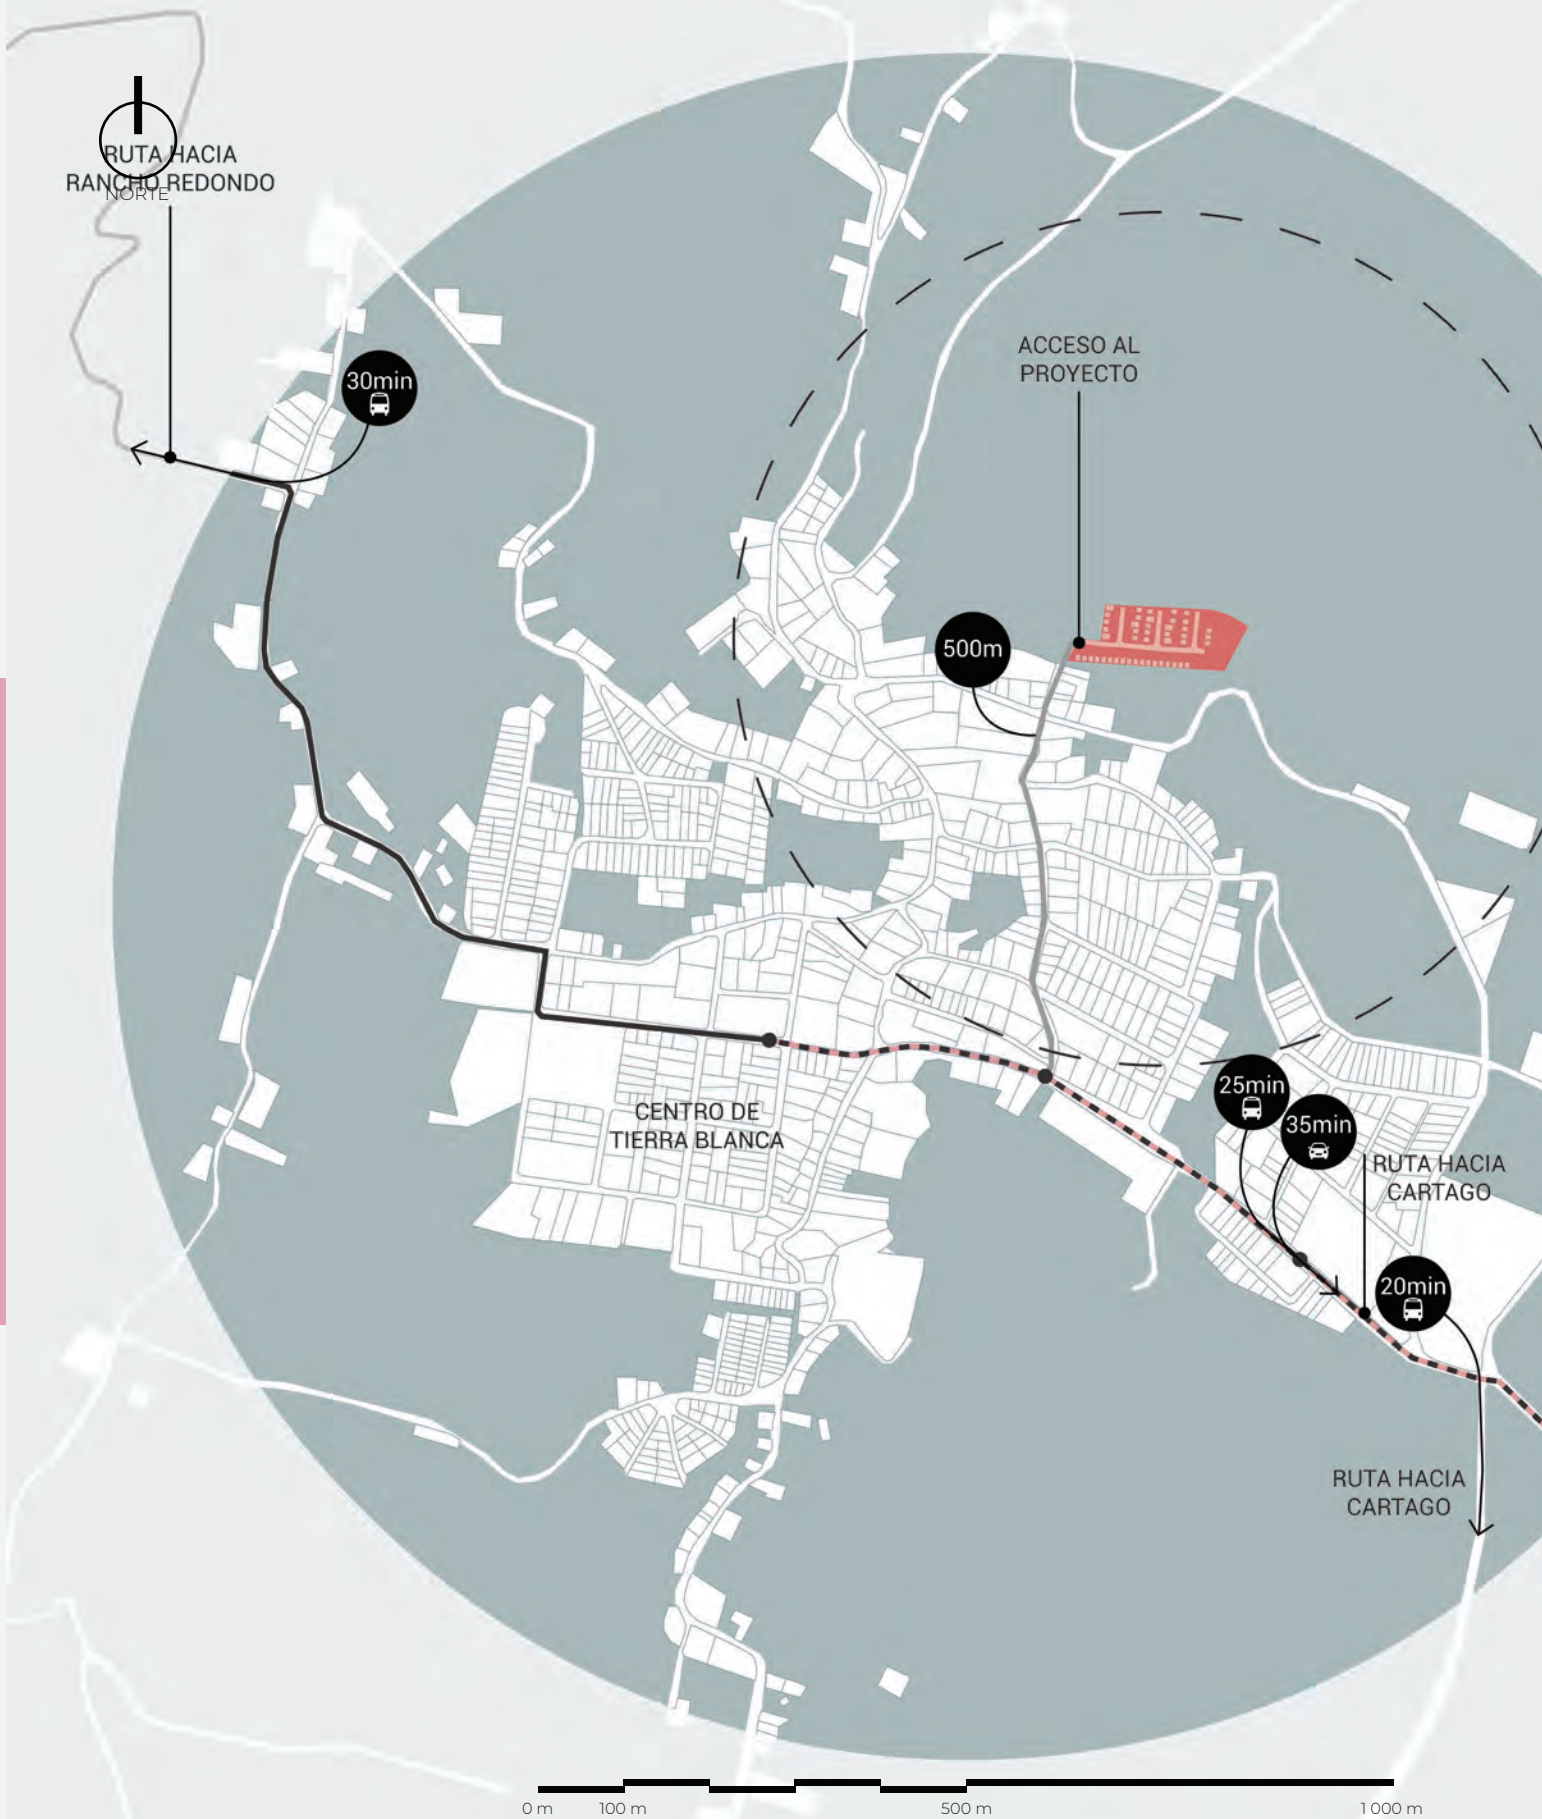 RUTA HACIA
RANCHO REDONDO
NORTE
30min
ACCESO AL
PROYECTO
500m
CENTRO DE
TIERRA BLANCA
25min
35min
RUTA HACIA
CARTAGO
20min
RUTA HACIA
CARTAGO
0 m 100 m 500 m 1 000 m